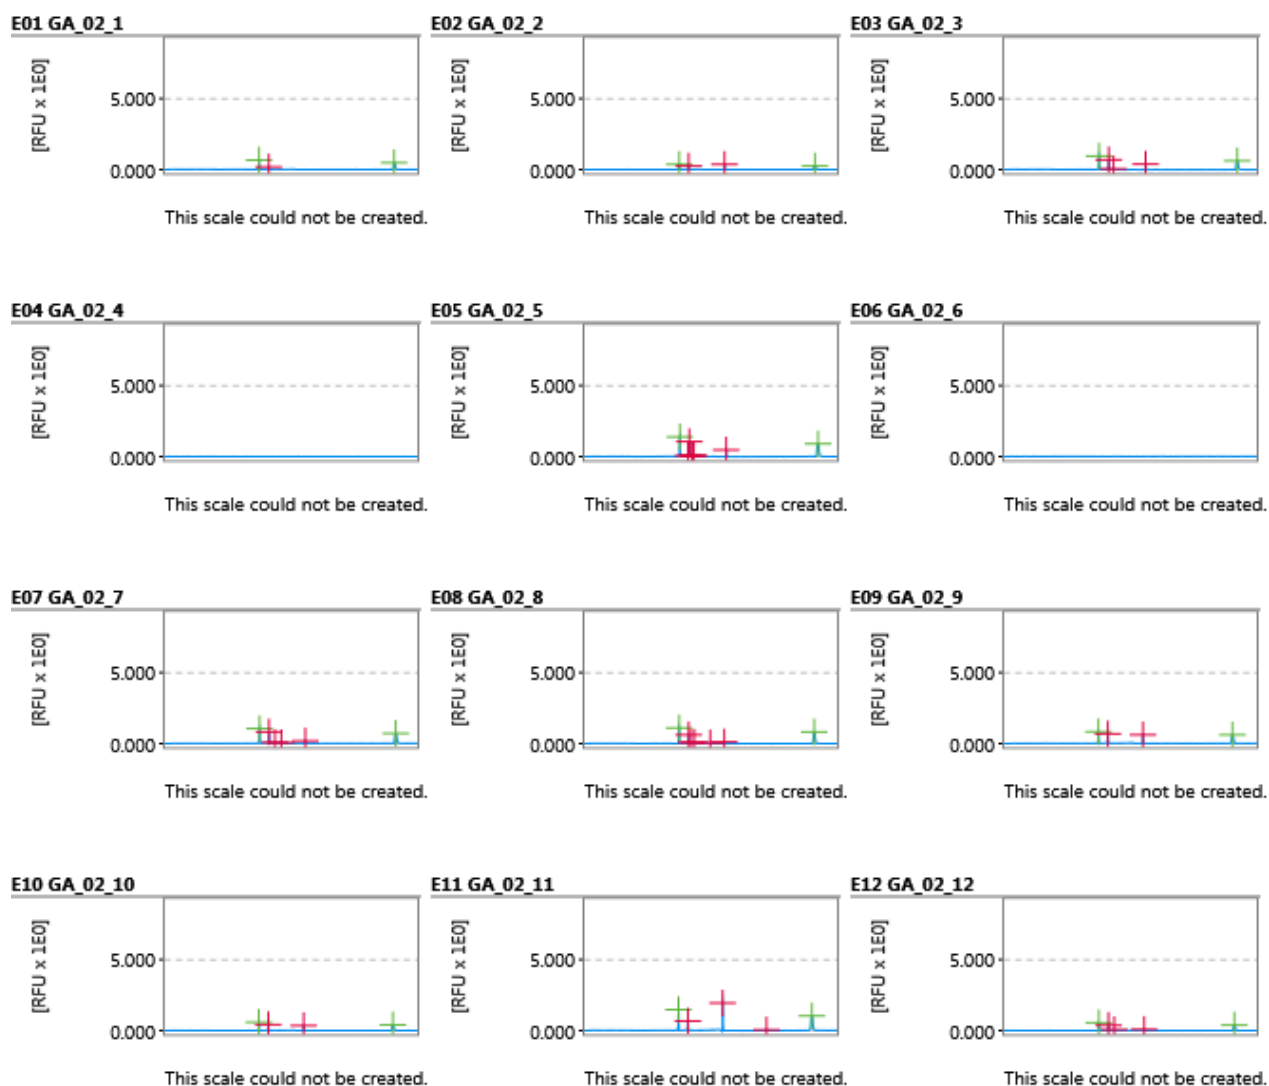 E01 GA_02_1 E02 GA_02_2 E03 GA_03_3
[RFU x 1E0] 5.000 [RFU x 1E0] 5.000 [RFU x 1E0] 5.000
0.000 0.000 0.000
This scale could not be created. This scale could not be created. This scale could not be created.
E04 GA_02_4 E05 GA_02_5 E06 GA_02_6
[RFU x 1E0] 5.000 [RFU x 1E0] 5.000 [RFU x 1E0] 5.000
0.000 0.000 0.000
This scale could not be created. This scale could not be created. This scale could not be created.
E07 GA_02_7 E08 GA_02_8 E09 GA_02_9
[RFU x 1E0] 5.000 [RFU x 1E0] 5.000 [RFU x 1E0] 5.000
0.000 0.000 0.000
This scale could not be created. This scale could not be created. This scale could not be created.
E10 GA_02_10 E11 GA_02_11 E12 GA_02_12
[RFU x 1E0] 5.000 [RFU x 1E0] 5.000 [RFU x 1E0] 5.000
0.000 0.000 0.000
This scale could not be created. This scale could not be created. This scale could not be created.